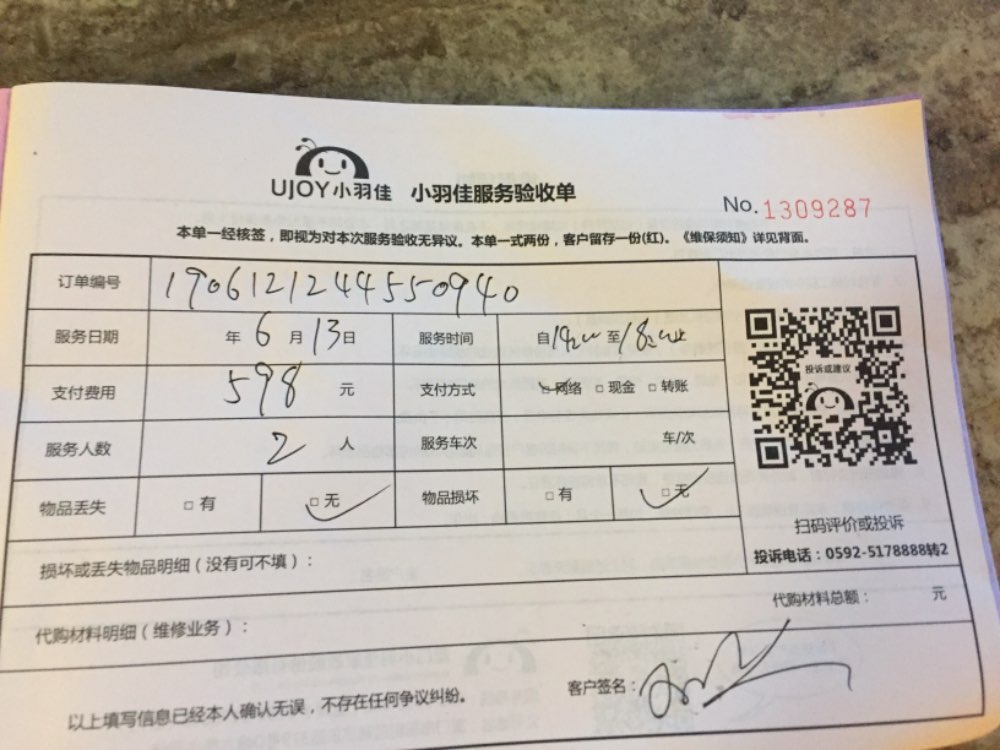 UJOY小羽佳 小羽佳服务验收单
No.1309287
本单一经核签，即视为对本次服务验收无异议。本单一式两份，客户留存一份(红)。《维保须知》详见背面。
订单编号 1906121244550940
服务日期 年 6 月 13 日 服务时间 自 至
支付费用 598 元 支付方式 □网络 □现金 □转账
服务人数 2 人 服务车次 车/次
物品丢失 □有 □无 物品损坏 □有 □无
投诉或建议
扫码评价或投诉
投诉电话：0592-5178888转2
损坏或丢失物品明细（没有可不填）：
代购材料总额： 元
代购材料明细（维修业务）：
客户签名：
以上填写信息已经本人确认无误，不存在任何争议纠纷。